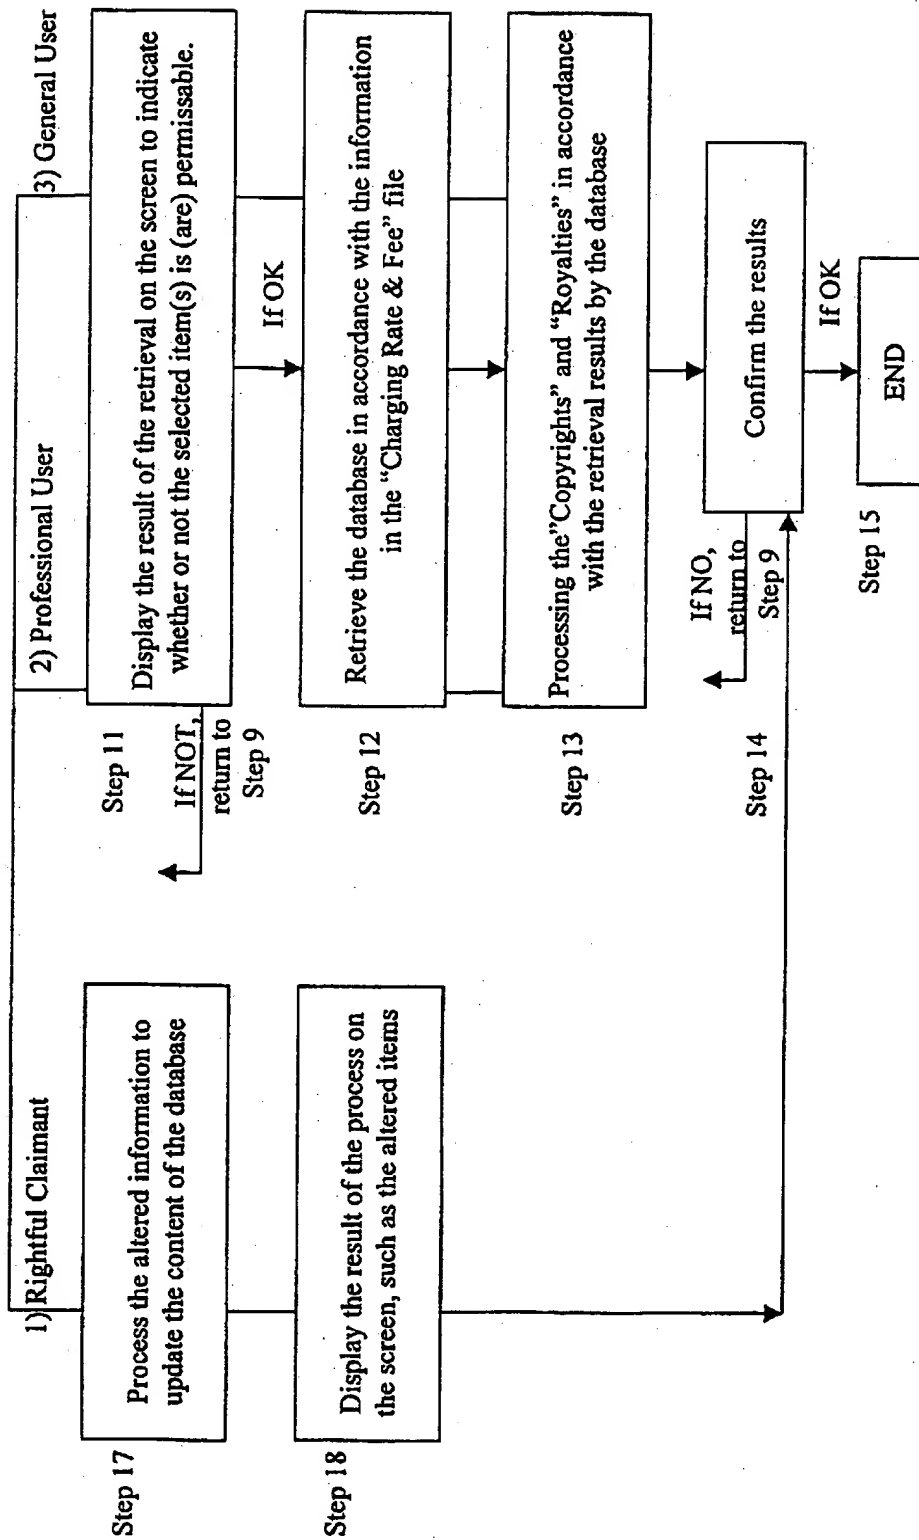 1) Rightful Claimant
2) Professional User
3) General User
Step 17
Process the altered information to
update the content of the database
Step 18
Display the result of the process on
the screen, such as the altered items
Step 11
Display the result of the retrieval on the screen to indicate
whether or not the selected item(s) is (are) permissable.
If NOT,
return to
Step 9
If OK
Step 12
Retrieve the database in accordance with the information
in the “Charging Rate & Fee” file
Step 13
Processing the”Copyrights” and “Royalties” in accordance
with the retrieval results by the database
Step 14
Confirm the results
If NO,
return to
Step 9
If OK
Step 15
END